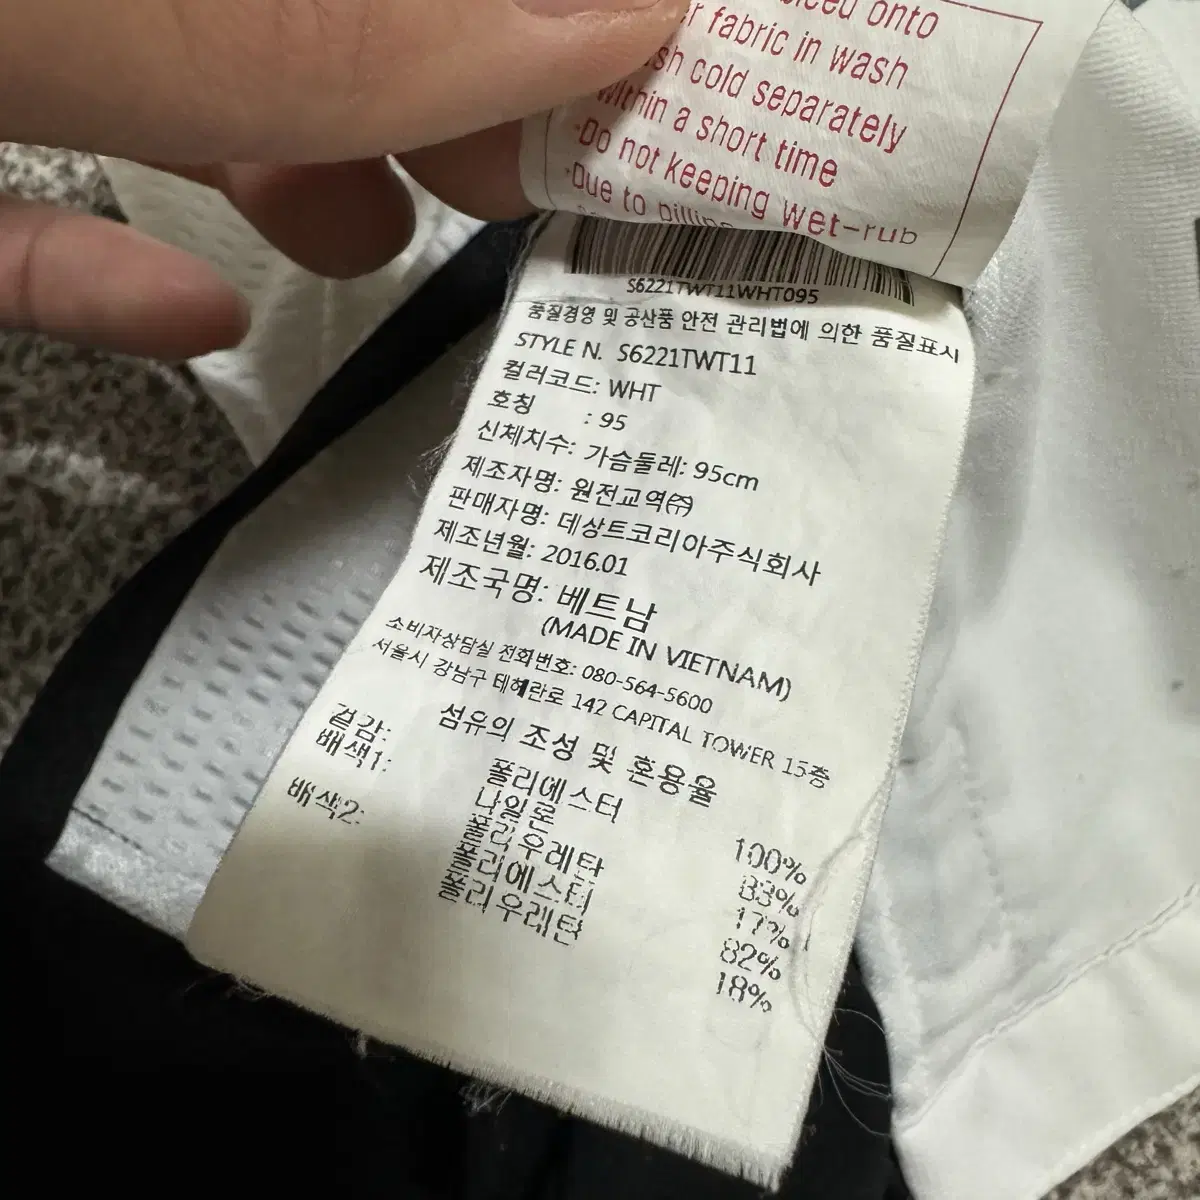 onto
fabric in wash
cold separately
within a short time
-Do not keeping wet-rub
Due to
S6221TWT11WHT095
품질경영 및 공산품 안전 관리법에 의한 품질표시
STYLE N. S6221TWT11
컬러코드: WHT
호칭 : 95
신체치수: 가슴둘레: 95cm
제조자명: 원전교역㈜
판매자명: 데상트코리아주식회사
제조년월: 2016.01
제조국명: 베트남
(MADE IN VIETNAM)
소비자상담실 전화번호: 080-564-5600
서울시 강남구 테헤란로 142 CAPITAL TOWER 15층
섬유의 조성 및 혼용율
겉감: 폴리에스터 100%
배색1: 나일론 83%
폴리우레탄 17%
배색2: 폴리에스터 82%
폴리우레탄 18%